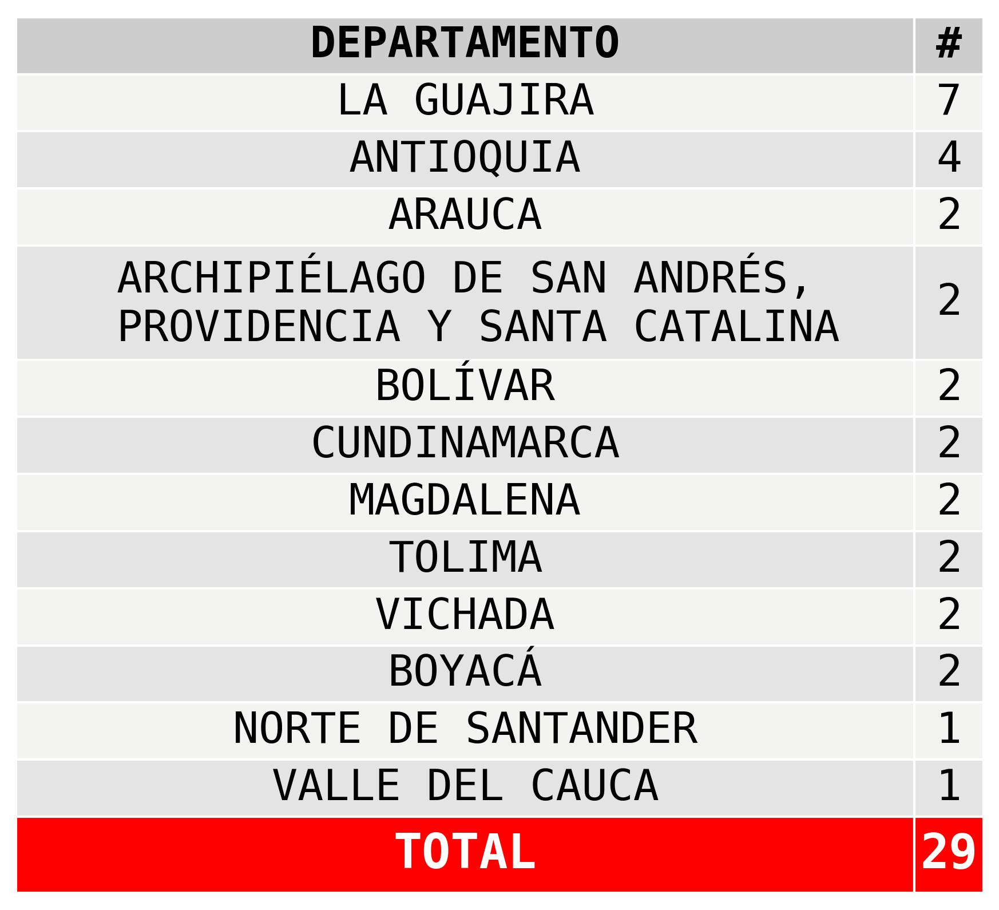 DEPARTAMENTO #
LA GUAJIRA 7
ANTIOQUIA 4
ARAUCA 2
ARCHIPIÉLAGO DE SAN ANDRÉS,
PROVIDENCIA Y SANTA CATALINA 2
BOLÍVAR 2
CUNDINAMARCA 2
MAGDALENA 2
TOLIMA 2
VICHADA 2
BOYACÁ 2
NORTE DE SANTANDER 1
VALLE DEL CAUCA 1
TOTAL 29